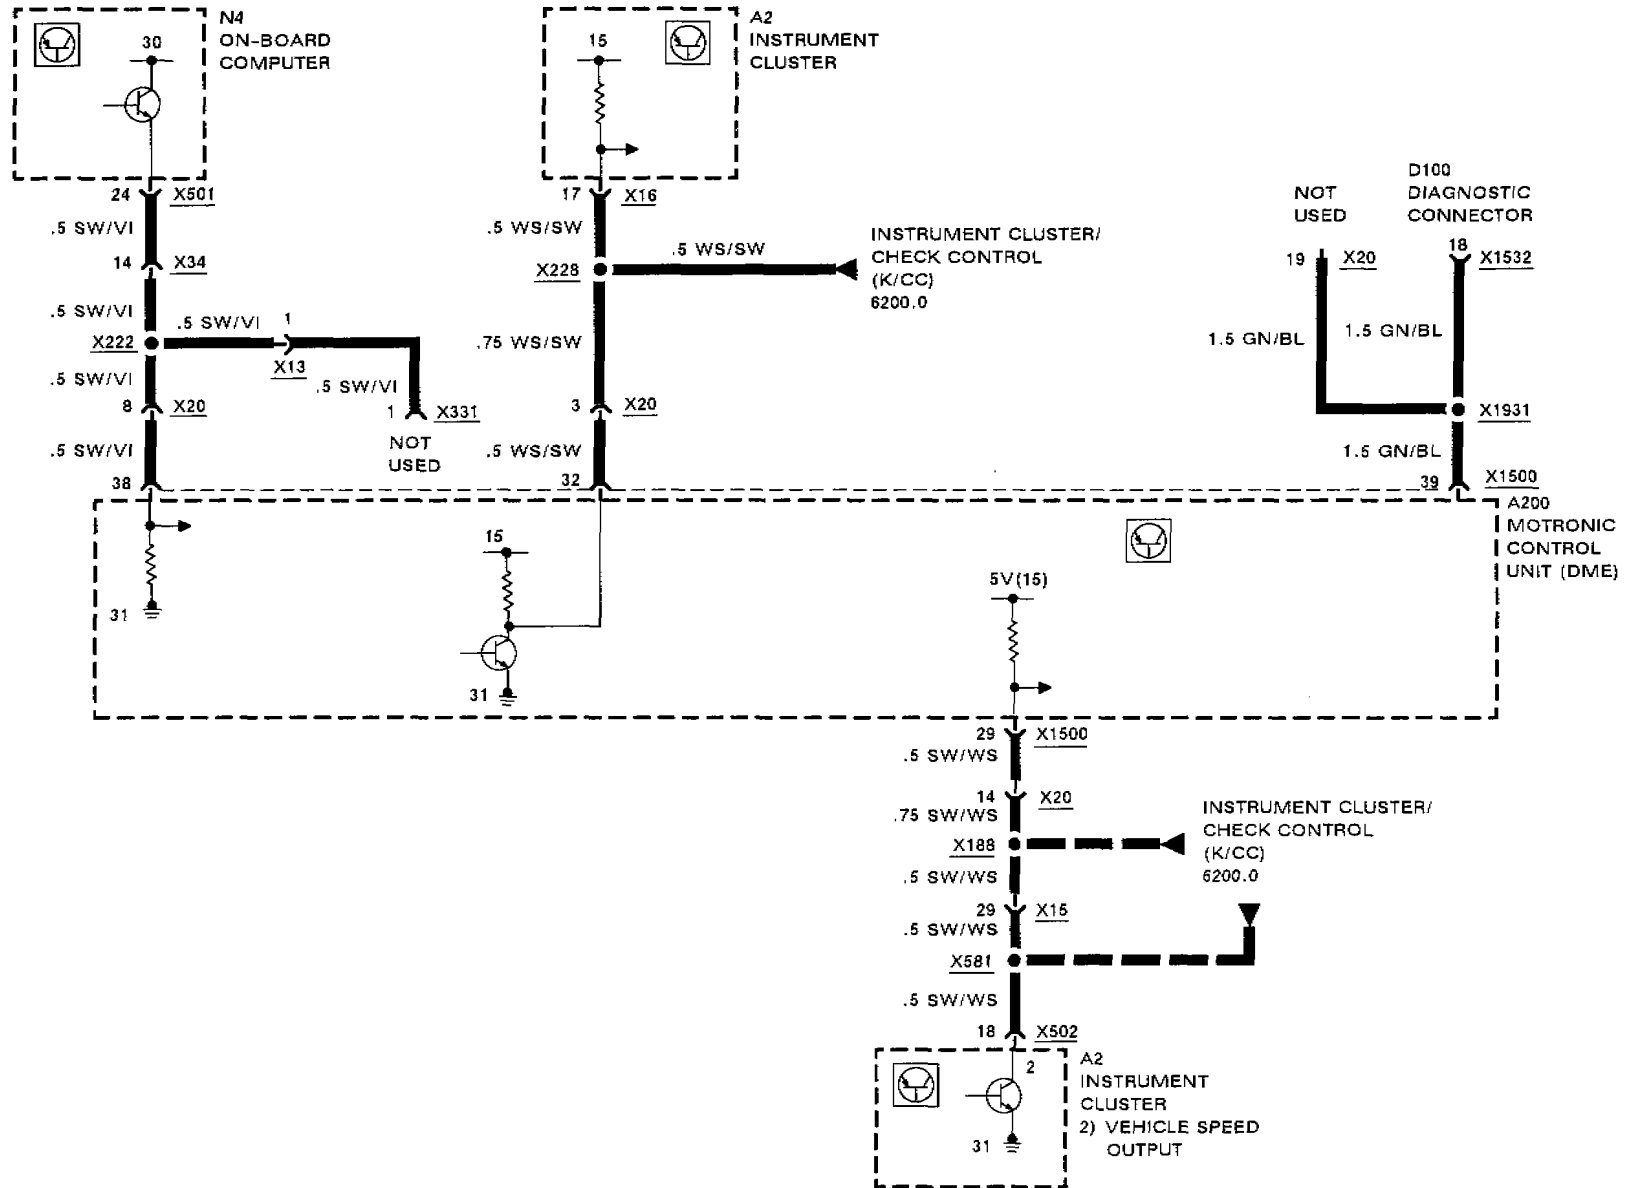 N4
ON-BOARD
COMPUTER
30
A2
INSTRUMENT
CLUSTER
15
24 X501
.5 SW/VI
14 X34
.5 SW/VI
X222
.5 SW/VI
1
X13
.5 SW/VI
1 X331
NOT
USED
.5 SW/VI
8 X20
.5 SW/VI
38
17 X16
.5 WS/SW
X228
.5 WS/SW
INSTRUMENT CLUSTER/
CHECK CONTROL
(K/CC)
6200.0
.75 WS/SW
3 X20
.5 WS/SW
32
NOT
USED
19 X20
1.5 GN/BL
D100
DIAGNOSTIC
CONNECTOR
18 X1532
1.5 GN/BL
X1931
1.5 GN/BL
39 X1500
A200
MOTRONIC
CONTROL
UNIT (DME)
31
15
31
5V(15)
29 X1500
.5 SW/WS
14 X20
.75 SW/WS
X188
INSTRUMENT CLUSTER/
CHECK CONTROL
(K/CC)
6200.0
.5 SW/WS
29 X15
.5 SW/WS
X581
.5 SW/WS
18 X502
2
31
A2
INSTRUMENT
CLUSTER
2) VEHICLE SPEED
OUTPUT